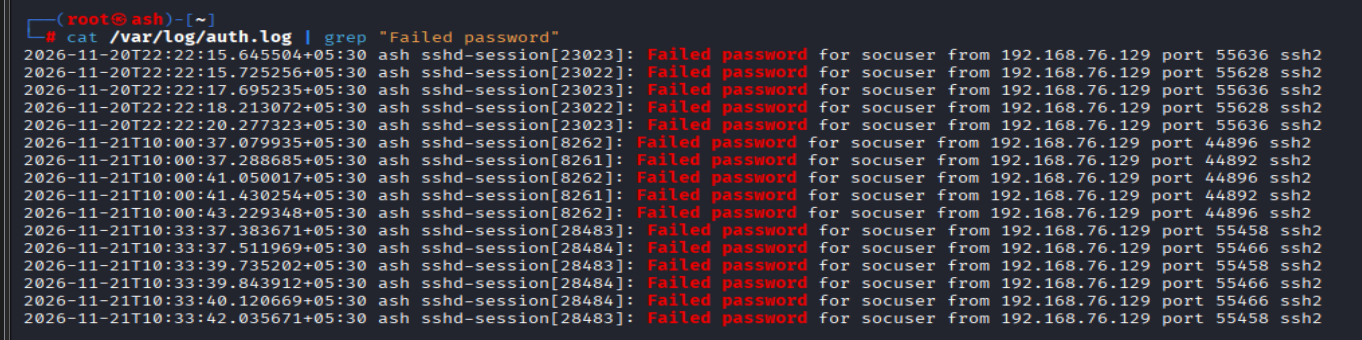 ┌──(root㉿ash)-[~]
└─# cat /var/log/auth.log | grep "Failed password"
2026-11-20T22:22:15.645504+05:30 ash sshd-session[23023]: Failed password for socuser from 192.168.76.129 port 55636 ssh2
2026-11-20T22:22:15.725256+05:30 ash sshd-session[23022]: Failed password for socuser from 192.168.76.129 port 55628 ssh2
2026-11-20T22:22:17.695235+05:30 ash sshd-session[23023]: Failed password for socuser from 192.168.76.129 port 55636 ssh2
2026-11-20T22:22:18.213072+05:30 ash sshd-session[23022]: Failed password for socuser from 192.168.76.129 port 55628 ssh2
2026-11-20T22:22:20.277323+05:30 ash sshd-session[23023]: Failed password for socuser from 192.168.76.129 port 55636 ssh2
2026-11-21T10:00:37.079935+05:30 ash sshd-session[8262]: Failed password for socuser from 192.168.76.129 port 44896 ssh2
2026-11-21T10:00:37.288685+05:30 ash sshd-session[8261]: Failed password for socuser from 192.168.76.129 port 44892 ssh2
2026-11-21T10:00:41.050017+05:30 ash sshd-session[8262]: Failed password for socuser from 192.168.76.129 port 44896 ssh2
2026-11-21T10:00:41.430254+05:30 ash sshd-session[8261]: Failed password for socuser from 192.168.76.129 port 44892 ssh2
2026-11-21T10:00:43.229348+05:30 ash sshd-session[8262]: Failed password for socuser from 192.168.76.129 port 44896 ssh2
2026-11-21T10:33:37.383671+05:30 ash sshd-session[28483]: Failed password for socuser from 192.168.76.129 port 55458 ssh2
2026-11-21T10:33:37.511969+05:30 ash sshd-session[28484]: Failed password for socuser from 192.168.76.129 port 55466 ssh2
2026-11-21T10:33:39.735202+05:30 ash sshd-session[28483]: Failed password for socuser from 192.168.76.129 port 55458 ssh2
2026-11-21T10:33:39.843912+05:30 ash sshd-session[28484]: Failed password for socuser from 192.168.76.129 port 55466 ssh2
2026-11-21T10:33:40.120669+05:30 ash sshd-session[28484]: Failed password for socuser from 192.168.76.129 port 55466 ssh2
2026-11-21T10:33:42.035671+05:30 ash sshd-session[28483]: Failed password for socuser from 192.168.76.129 port 55458 ssh2